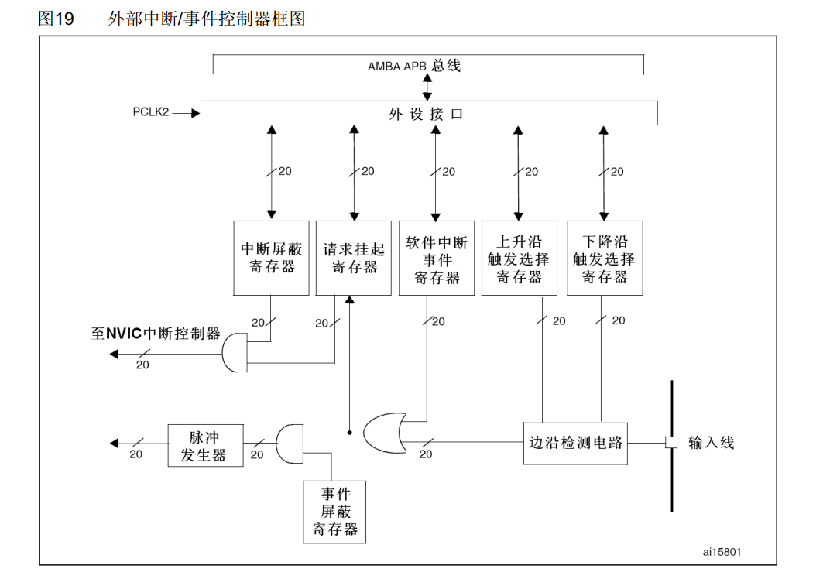 图19 外部中断/事件控制器框图
AMBA APB 总线
PCLK2
外设接口
20 20 20 20 20
中断屏蔽
寄存器
请求挂起
寄存器
软件中断
事件
寄存器
上升沿
触发选择
寄存器
下降沿
触发选择
寄存器
20 20 20 20 20
至NVIC中断控制器
20
脉冲
发生器
20 20 20
边沿检测电路
输入线
事件
屏蔽
寄存器
ai15801